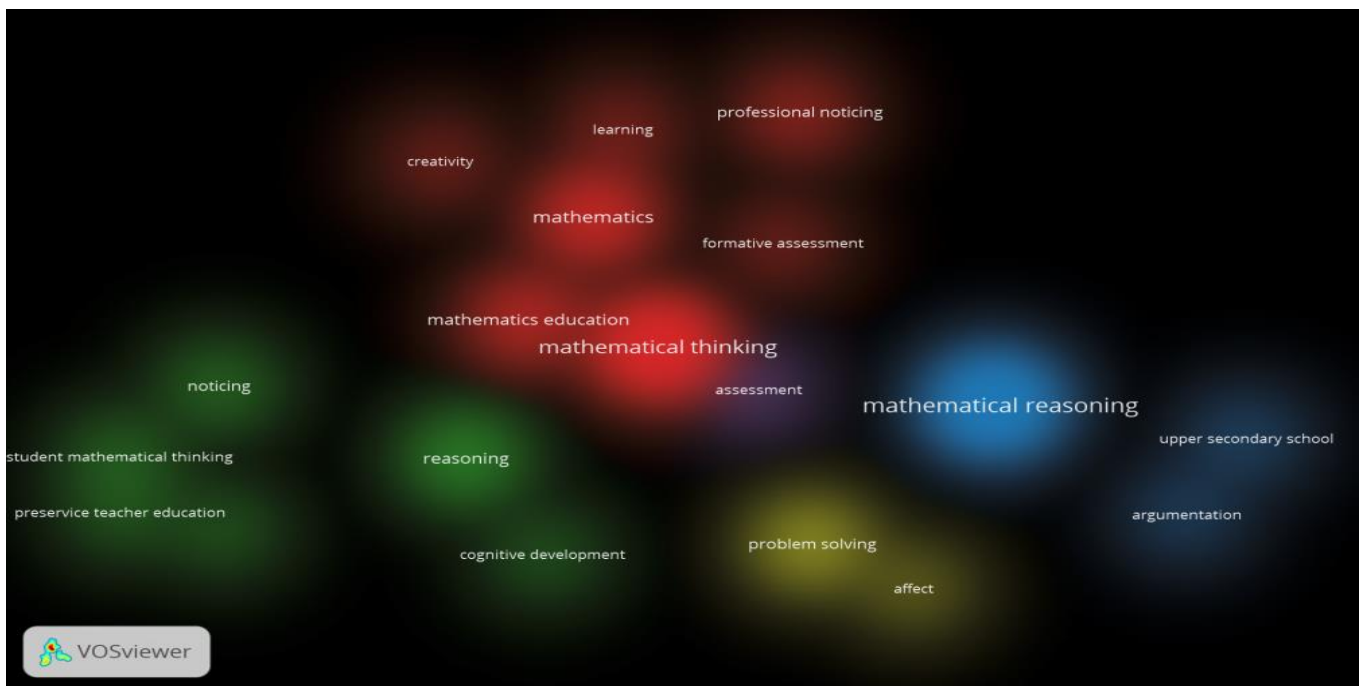 professional noticing
learning
creativity
mathematics
formative assessment
mathematics education
mathematical thinking
noticing
assessment
mathematical reasoning
upper secondary school
student mathematical thinking
reasoning
preservice teacher education
argumentation
problem solving
cognitive development
affect
VOSviewer